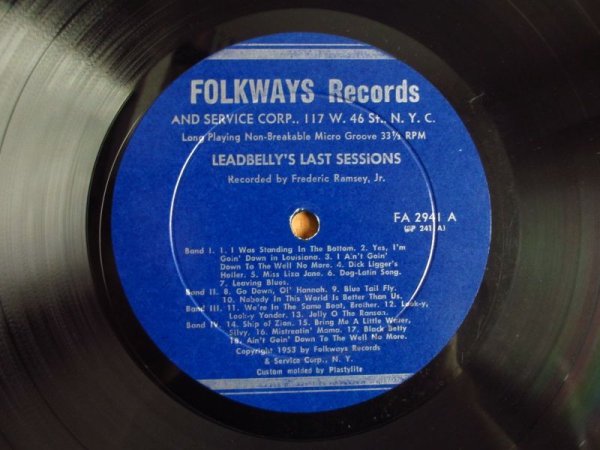 FOLKWAYS Records
AND SERVICE CORP., 117 W. 46 St., N. Y. C.
Long Playing Non-Breakable Micro Groove 33⅓ RPM
LEADBELLY'S LAST SESSIONS
Recorded by Frederic Ramsey, Jr.
FA 2941 A
(FP 241 A)
Band I. 1. I Was Standing In The Bottom. 2. Yes, I'm
Goin' Down in Louisiana. 3. I Ain't Goin'
Down To The Well No More. 4. Dick Ligger's
Holler. 5. Miss Liza Jane. 6. Dog-Latin Song.
7. Leaving Blues.
Band II. 8. Go Down, Ol' Hannah. 9. Blue Tail Fly.
10. Nobody In This World Is Better Than Us.
Band III. 11. We're In The Same Boat, Brother. 12. Look-y,
Look-y Yonder. 13. Jolly O The Ransom.
Band IV. 14. Ship of Zion. 15. Bring Me A Little Water,
Silvy. 16. Mistreatin' Mama. 17. Black Betty
18. Ain't Goin' Down To The Well No More.
Copyright 1953 by Folkways Records
& Service Corp., N. Y.
Custom molded by Plastylite